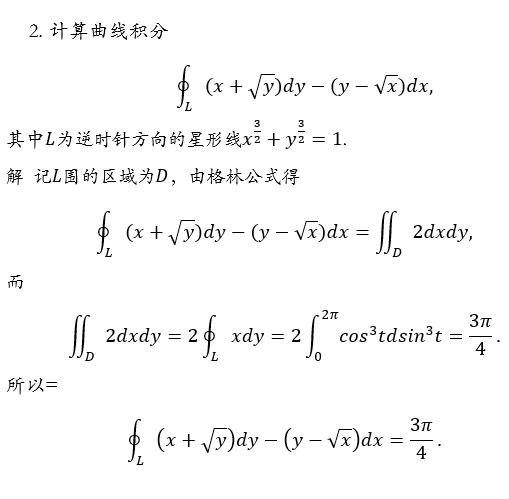 2. 计算曲线积分
∮_L (x + √y)dy − (y − √x)dx,
其中L为逆时针方向的星形线x^{3/2} + y^{3/2} = 1.
解 记L围的区域为D，由格林公式得
∮_L (x + √y)dy − (y − √x)dx = ∬_D 2dxdy,
而
∬_D 2dxdy = 2∮_L xdy = 2∫_0^{2π} cos³tdsin³t = 3π/4 .
所以=
∮_L (x + √y)dy − (y − √x)dx = 3π/4 .